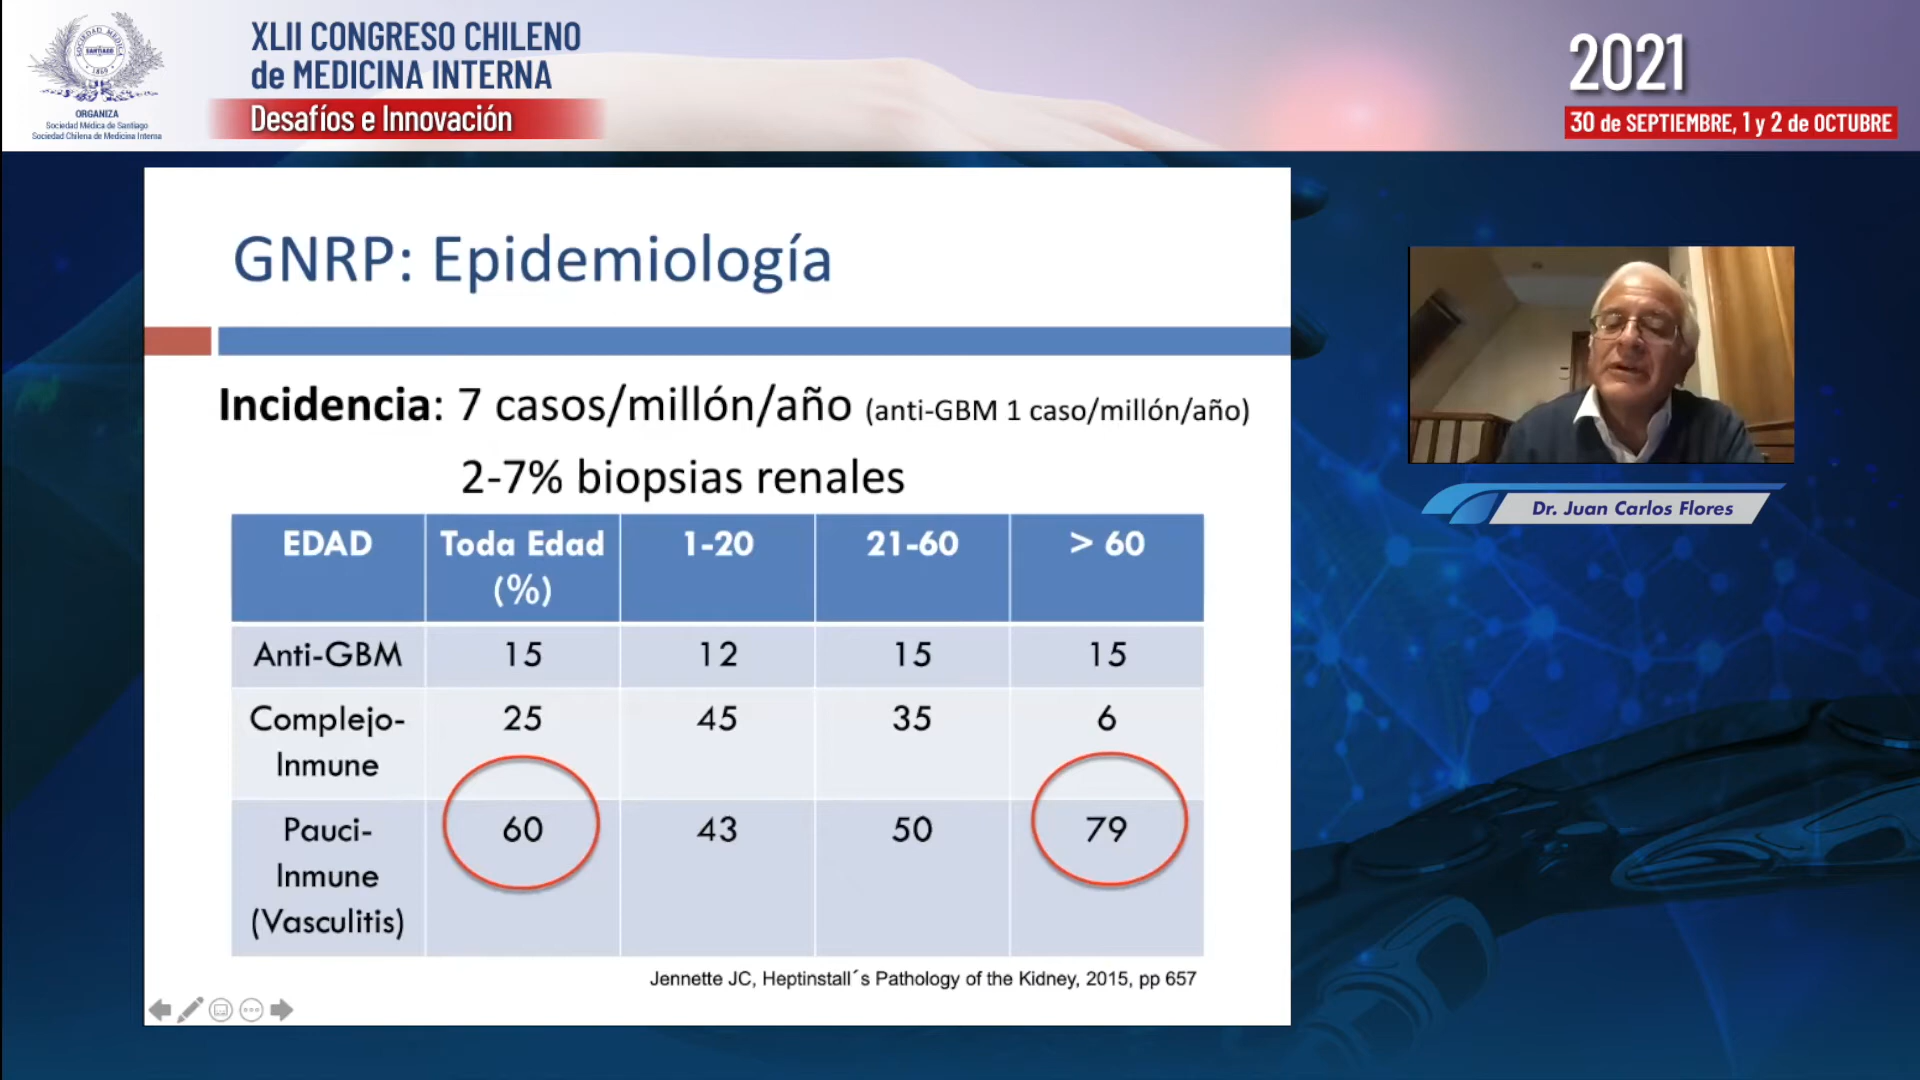 SOCIEDAD MEDICA
SANTIAGO
1869
ORGANIZA
Sociedad Médica de Santiago
Sociedad Chilena de Medicina Interna
XLII CONGRESO CHILENO
de MEDICINA INTERNA
Desafíos e Innovación
2021
30 de SEPTIEMBRE, 1 y 2 de OCTUBRE
GNRP: Epidemiología
Incidencia: 7 casos/millón/año (anti-GBM 1 caso/millón/año)
2-7% biopsias renales
EDAD Toda Edad (%) 1-20 21-60 > 60
Anti-GBM 15 12 15 15
Complejo-Inmune 25 45 35 6
Pauci-Inmune (Vasculitis) 60 43 50 79
Jennette JC, Heptinstall´s Pathology of the Kidney, 2015, pp 657
Dr. Juan Carlos Flores